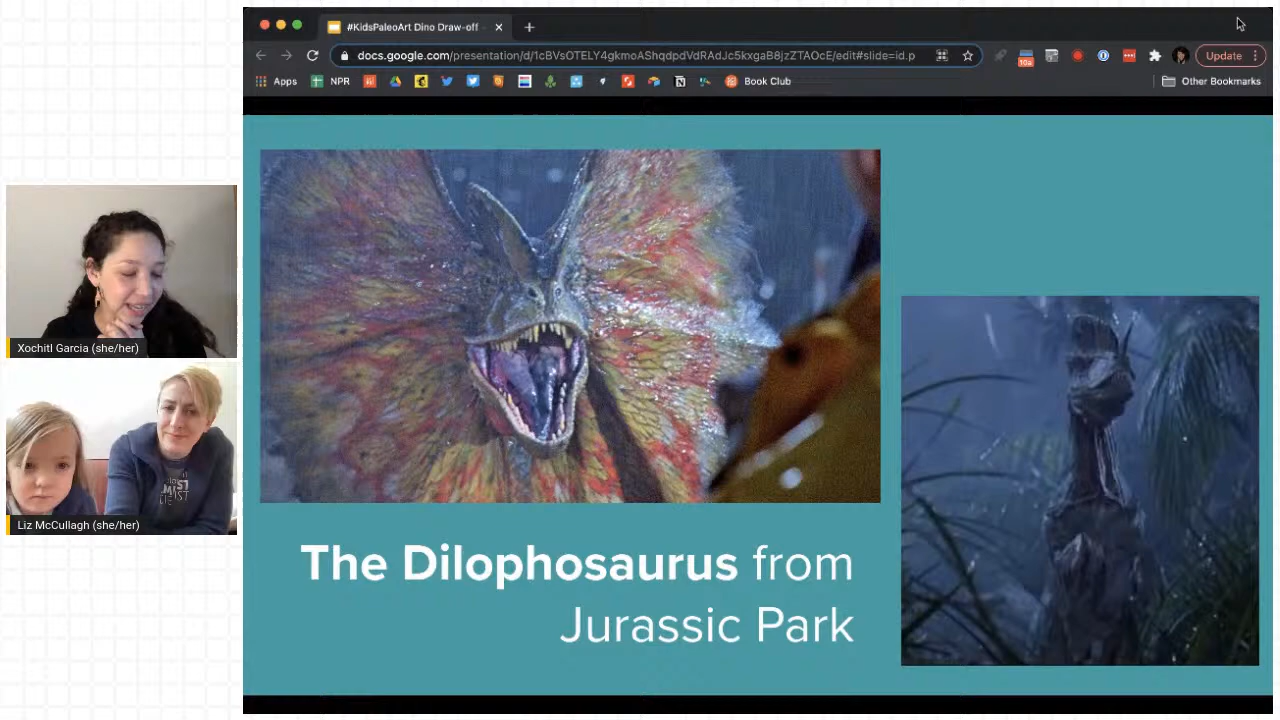 #KidsPaleoArt Dino Draw-off -
docs.google.com/presentation/d/1cBVsOTELY4gkmoAShqdpdVdRAdJc5kxgaB8jzZTAOcE/edit#slide=id.p
Update
Apps
NPR
Book Club
Other Bookmarks
Xochitl Garcia (she/her)
Liz McCullagh (she/her)
The Dilophosaurus from
Jurassic Park